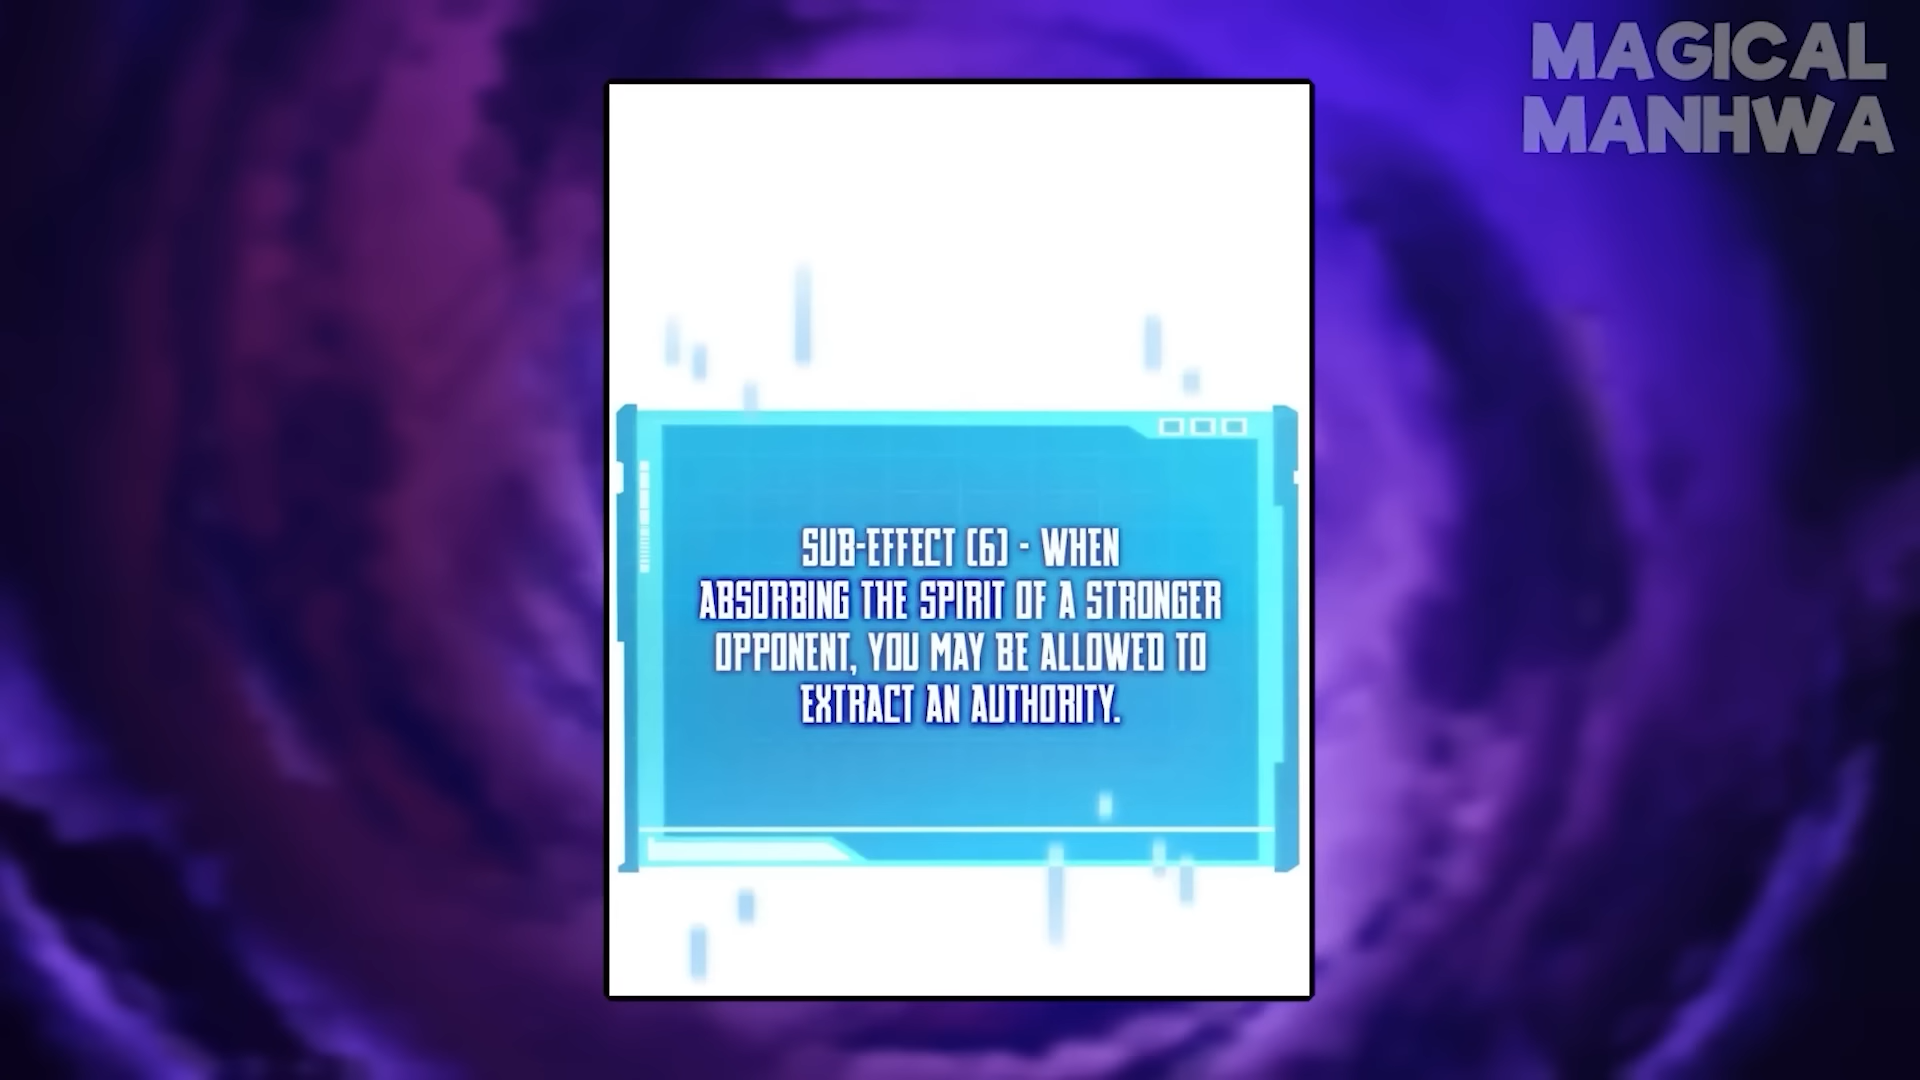 MAGICAL
MANHWA
SUB-EFFECT (6) - WHEN
ABSORBING THE SPIRIT OF A STRONGER
OPPONENT, YOU MAY BE ALLOWED TO
EXTRACT AN AUTHORITY.